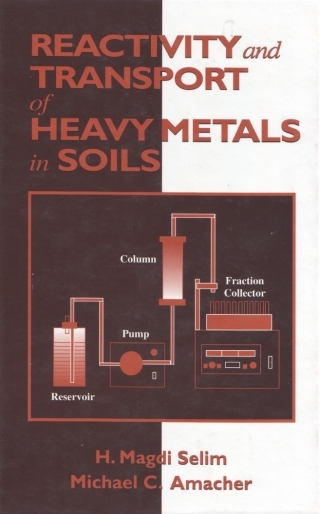 REACTIVITY and
TRANSPORT
of
HEAVY METALS
in SOILS
Column
Fraction
Collector
Pump
Reservoir
H. Magdi Selim
Michael C. Amacher